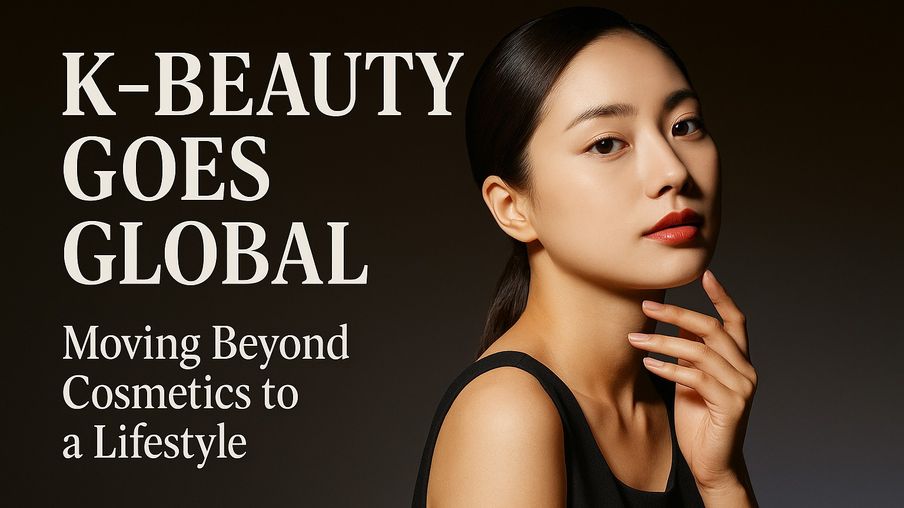 K-BEAUTY
GOES
GLOBAL
Moving Beyond
Cosmetics to
a Lifestyle